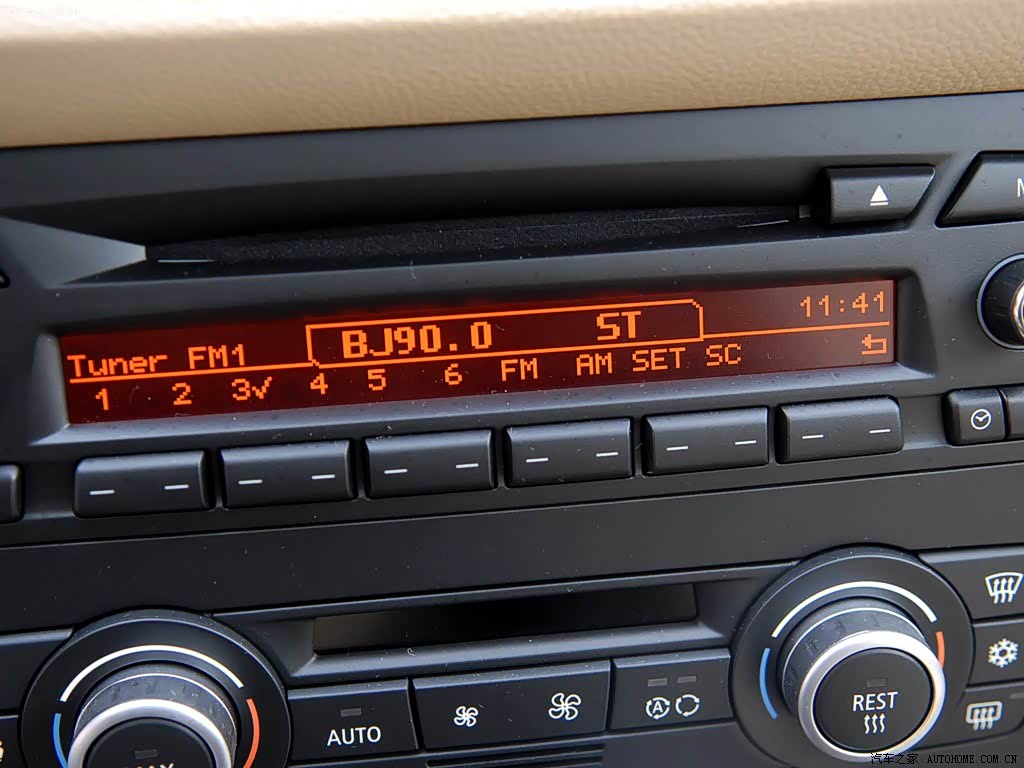 BJ90.0 ST 11:41
Tuner FM1
1 2 3✓ 4 5 6 FM AM SET SC
AUTO
REST
汽车之家 AUTOHOME.COM.CN